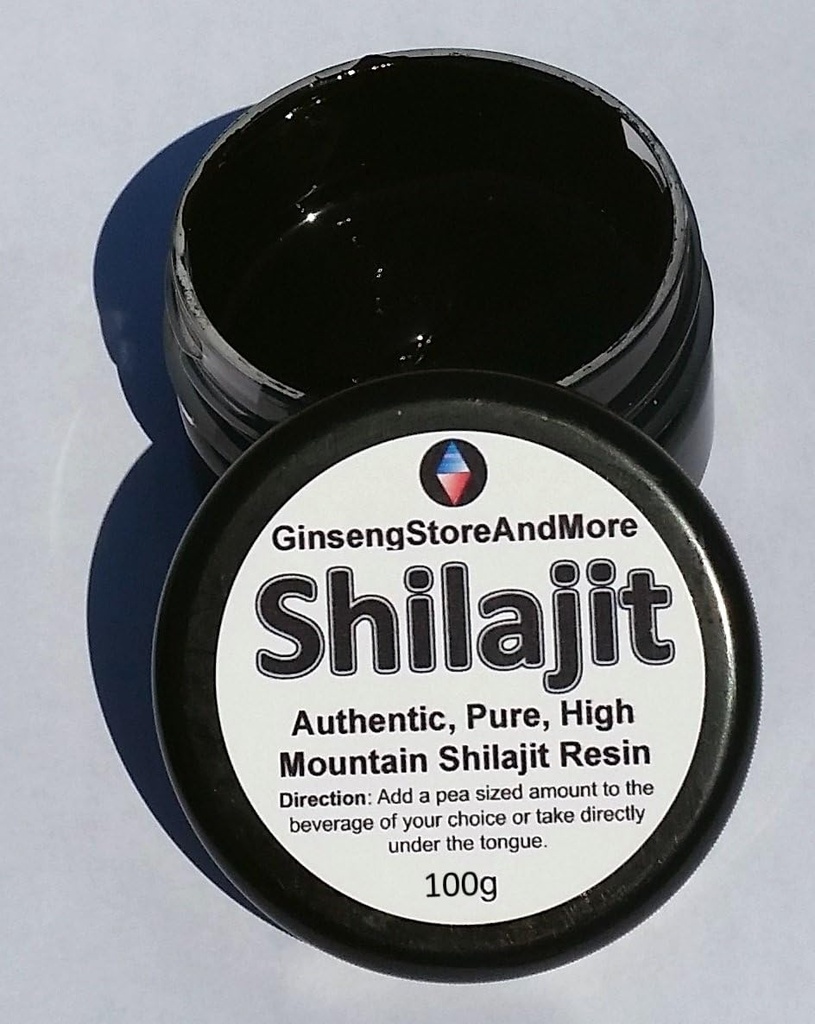 GinsengStoreAndMore
Shilajit
Authentic, Pure, High
Mountain Shilajit Resin
Direction: Add a pea sized amount to the
beverage of your choice or take directly
under the tongue.
100g